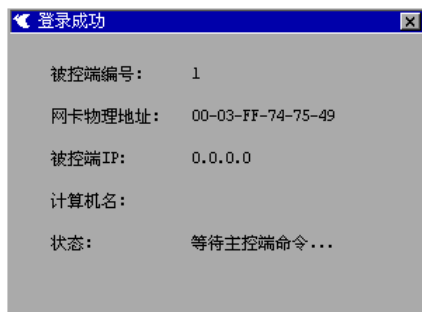 登录成功
被控端编号: 1
网卡物理地址: 00-03-FF-74-75-49
被控端IP: 0.0.0.0
计算机名:
状态: 等待主控端命令...